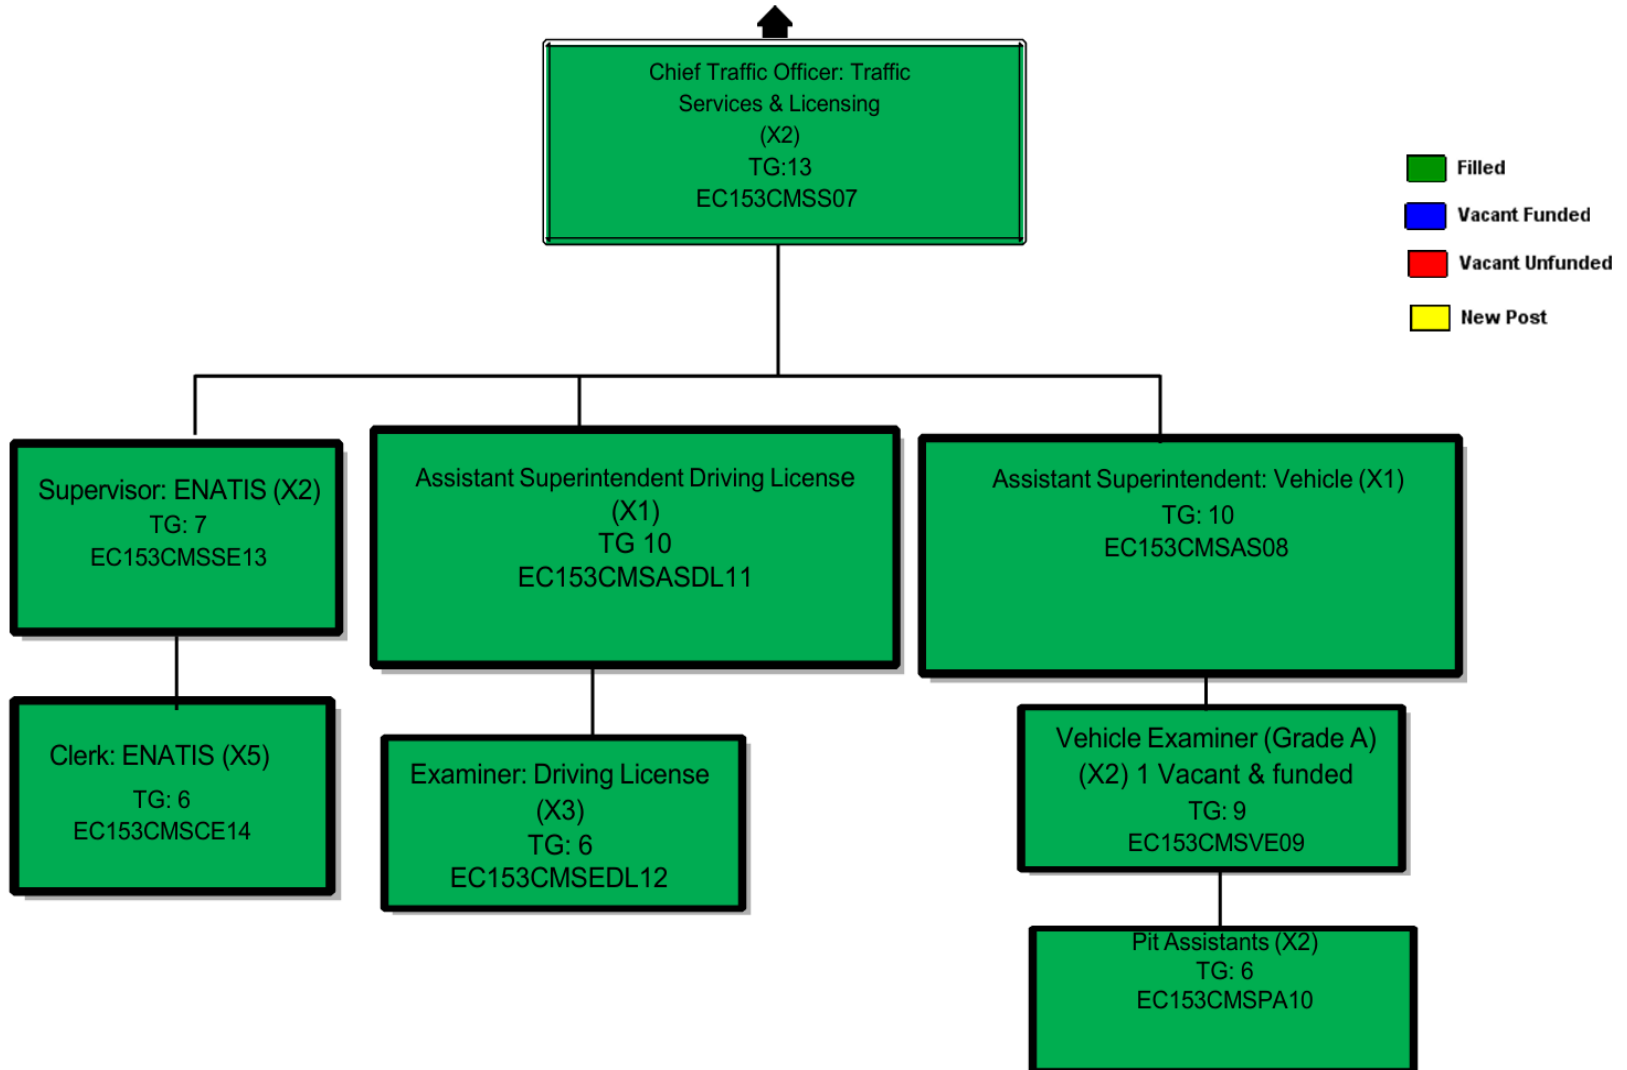 Chief Traffic Officer: Traffic
Services & Licensing
(X2)
TG:13
EC153CMSS07
Filled
Vacant Funded
Vacant Unfunded
New Post
Supervisor: ENATIS (X2)
TG: 7
EC153CMSSE13
Assistant Superintendent Driving License
(X1)
TG 10
EC153CMSASDL11
Assistant Superintendent: Vehicle (X1)
TG: 10
EC153CMSAS08
Clerk: ENATIS (X5)
TG: 6
EC153CMSCE14
Examiner: Driving License
(X3)
TG: 6
EC153CMSEDL12
Vehicle Examiner (Grade A)
(X2) 1 Vacant & funded
TG: 9
EC153CMSVE09
Pit Assistants (X2)
TG: 6
EC153CMSPA10